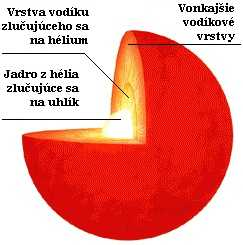 Vrstva vodíku
zlučujúceho sa
na hélium
Vonkajšie
vodíkové
vrstvy
Jadro z hélia
zlučujúce sa
na uhlík